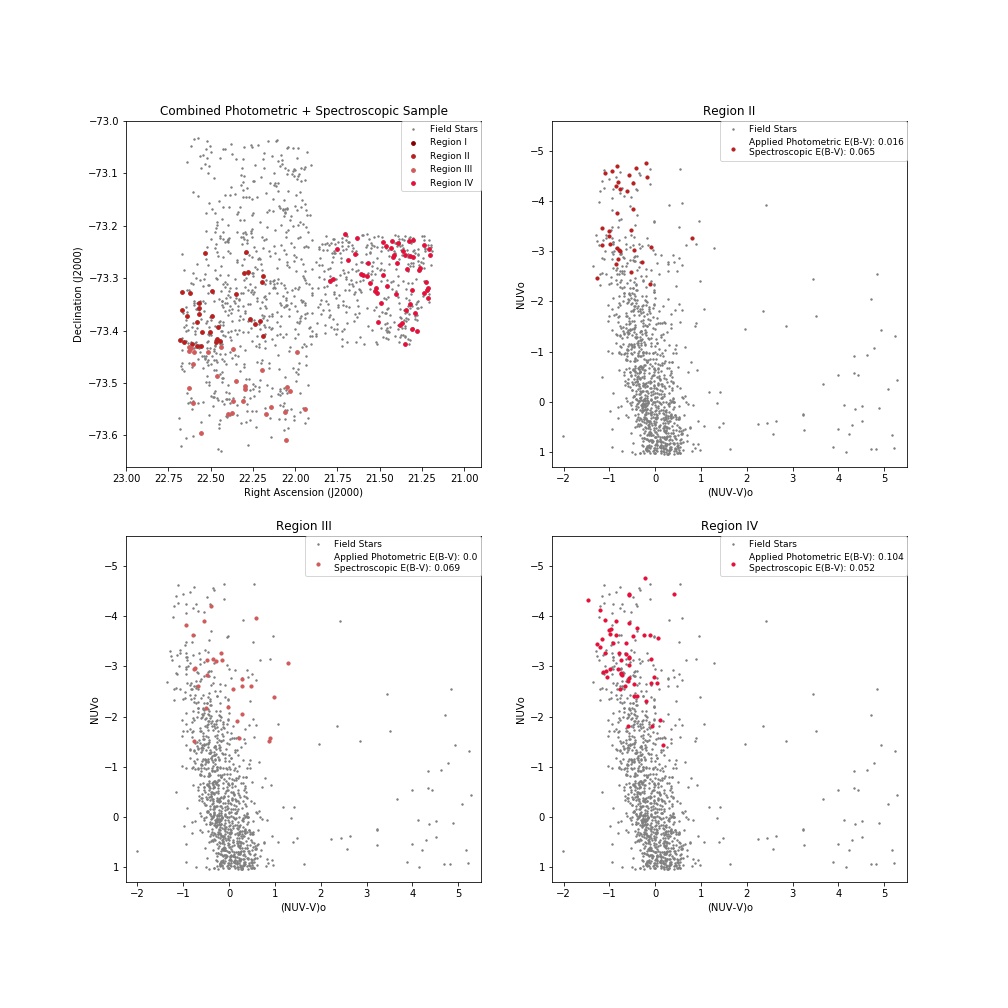 Combined Photometric + Spectroscopic Sample
Field Stars
Region I
Region II
Region III
Region IV
−73.0
−73.1
−73.2
−73.3
−73.4
−73.5
−73.6
Declination (J2000)
23.00 22.75 22.50 22.25 22.00 21.75 21.50 21.25 21.00
Right Ascension (J2000)
Region II
Field Stars
Applied Photometric E(B-V): 0.016
Spectroscopic E(B-V): 0.065
−5
−4
−3
−2
−1
0
1
NUVo
−2 −1 0 1 2 3 4 5
(NUV-V)o
Region III
Field Stars
Applied Photometric E(B-V): 0.0
Spectroscopic E(B-V): 0.069
−5
−4
−3
−2
−1
0
1
NUVo
−2 −1 0 1 2 3 4 5
(NUV-V)o
Region IV
Field Stars
Applied Photometric E(B-V): 0.104
Spectroscopic E(B-V): 0.052
−5
−4
−3
−2
−1
0
1
NUVo
−2 −1 0 1 2 3 4 5
(NUV-V)o